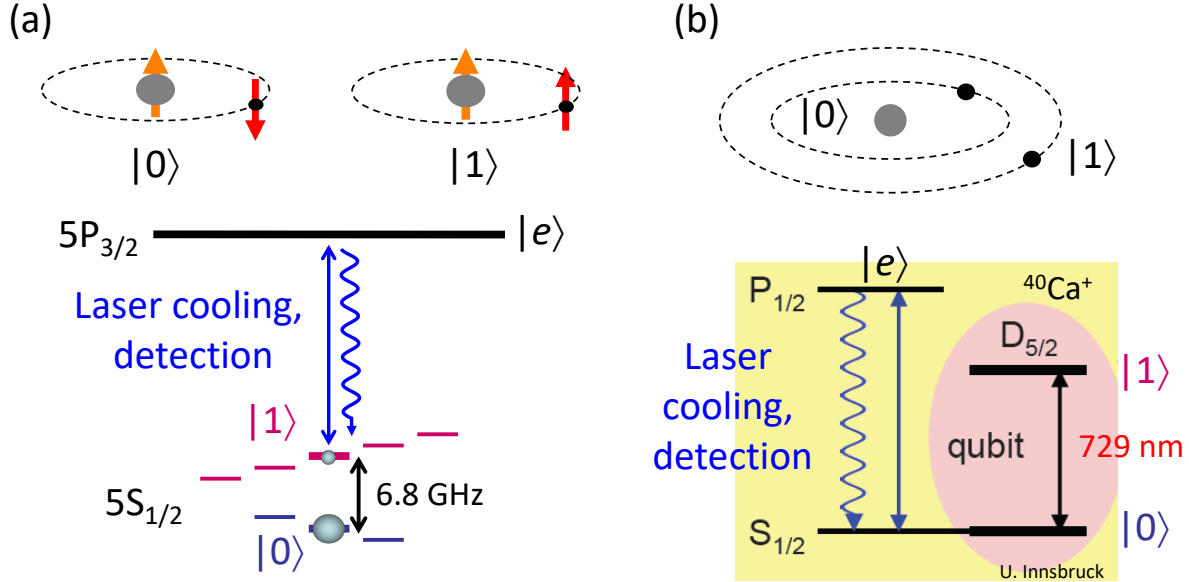 (a)
|0⟩
|1⟩
5P3/2
|e⟩
Laser cooling,
detection
|1⟩
5S1/2
6.8 GHz
|0⟩
(b)
|0⟩
|1⟩
|e⟩
40Ca+
P1/2
D5/2
Laser
cooling,
detection
|1⟩
qubit
729 nm
S1/2
|0⟩
U. Innsbruck